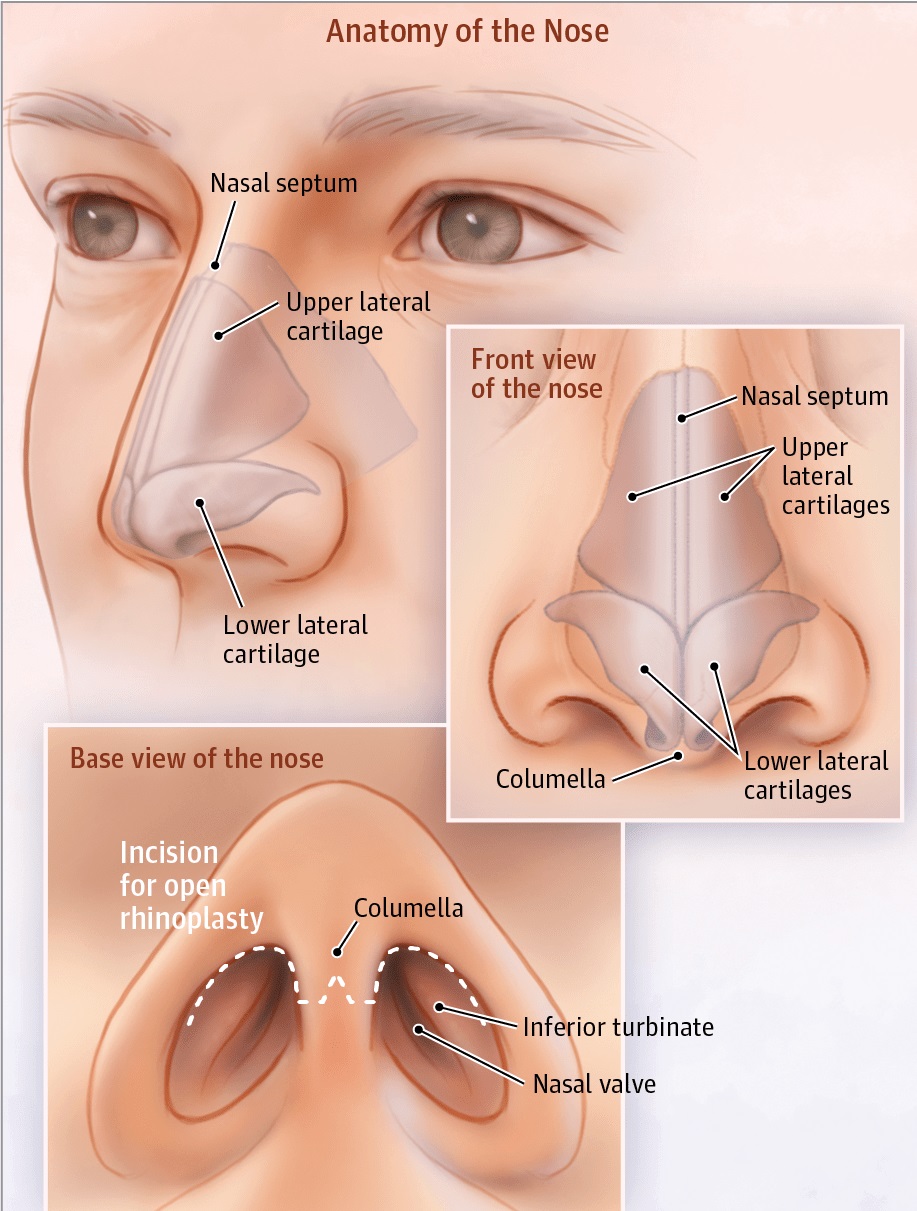 Anatomy of the Nose
Nasal septum
Upper lateral
cartilage
Lower lateral
cartilage
Front view
of the nose
Nasal septum
Upper
lateral
cartilages
Columella
Lower lateral
cartilages
Base view of the nose
Incision
for open
rhinoplasty
Columella
Inferior turbinate
Nasal valve